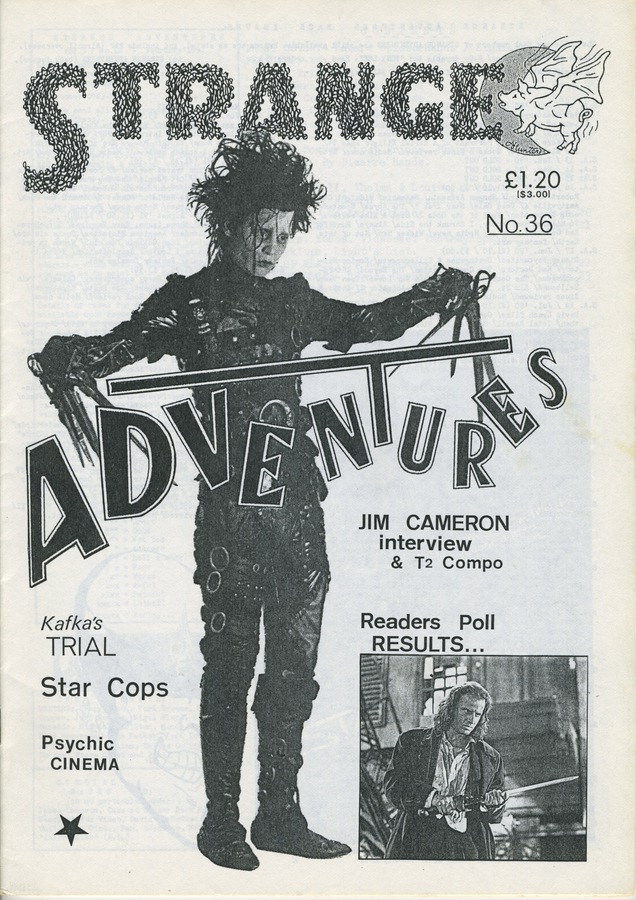 STRANGE
£1.20
($3.00)
No. 36
ADVENTURES
JIM CAMERON
interview
& T2 Compo
Kafka's
TRIAL
Readers Poll
RESULTS...
Star Cops
Psychic
CINEMA